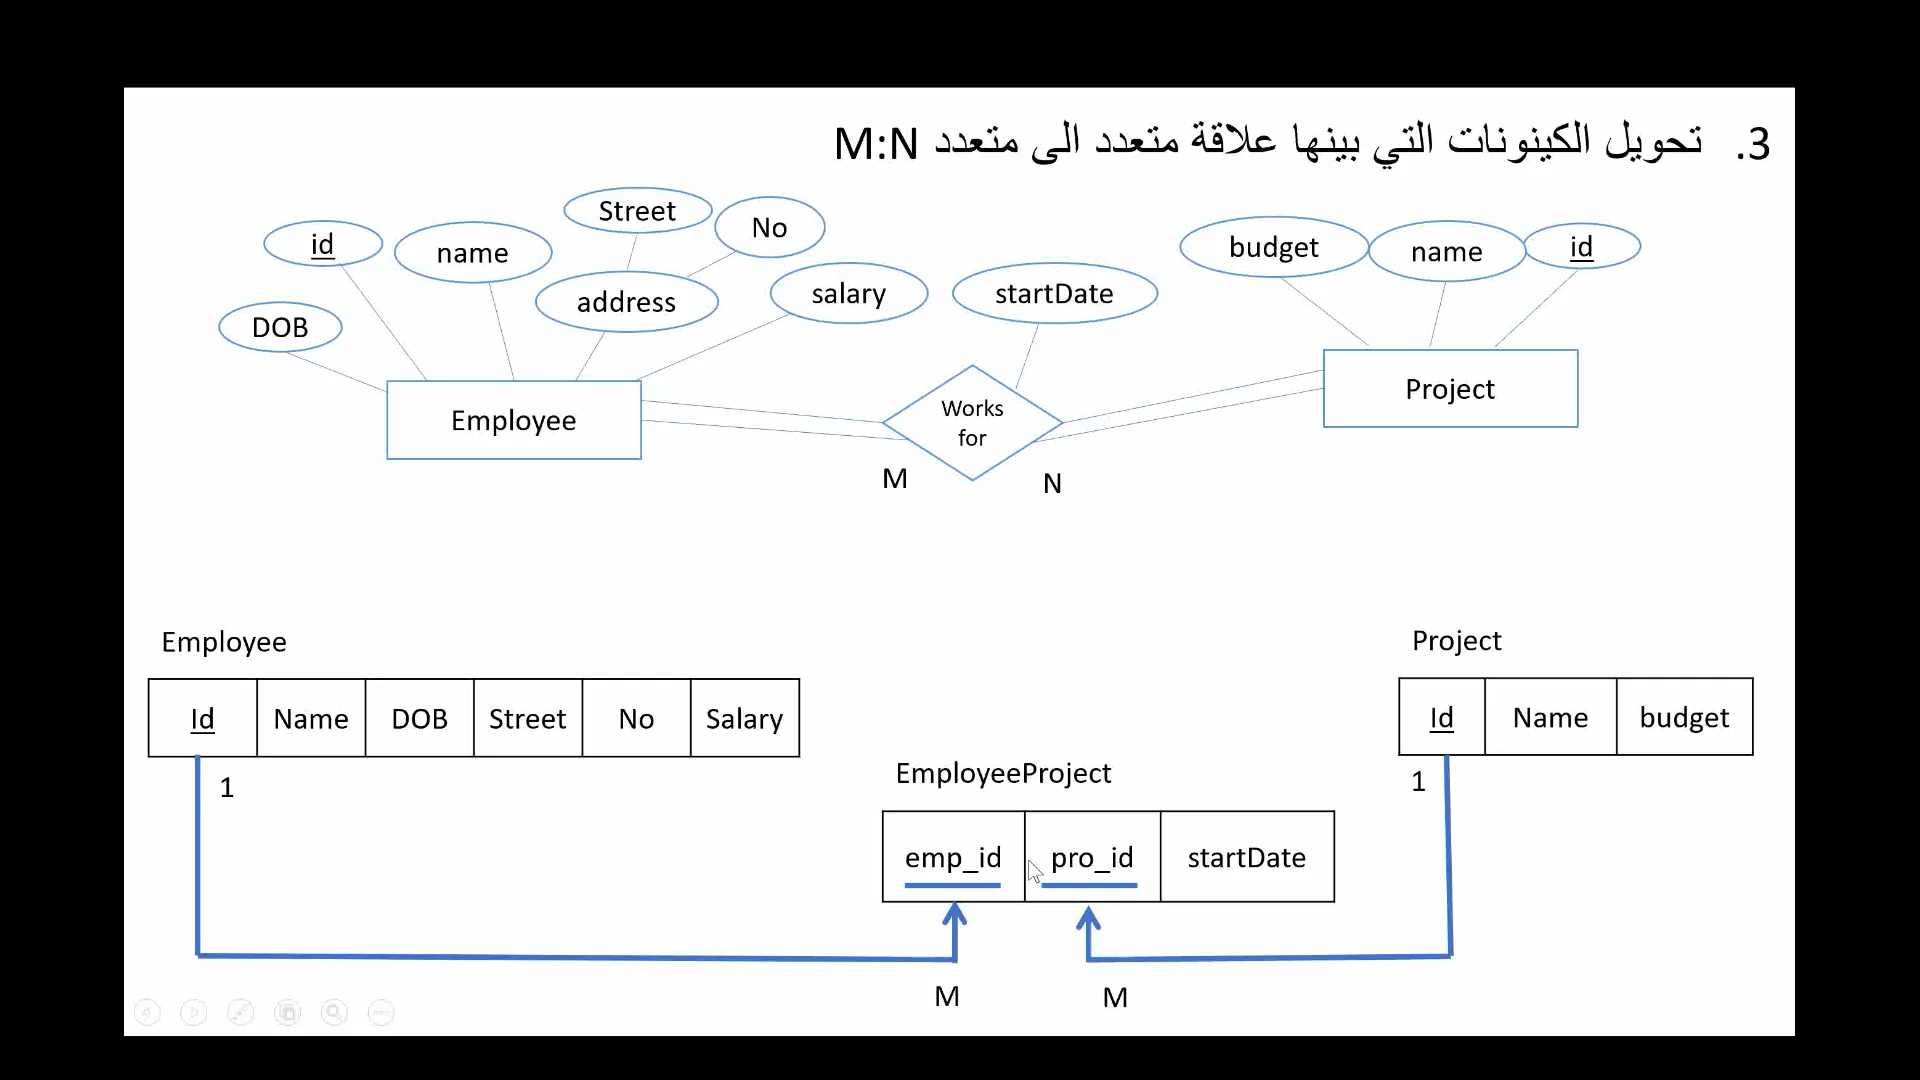 3. تحويل الكينونات التي بينها علاقة متعدد الى متعدد M:N
Street
No
id
name
budget
name
id
address
salary
startDate
DOB
Employee
Works
for
Project
M
N
Employee
Project
Id Name DOB Street No Salary
Id Name budget
1
1
EmployeeProject
emp_id pro_id startDate
M
M